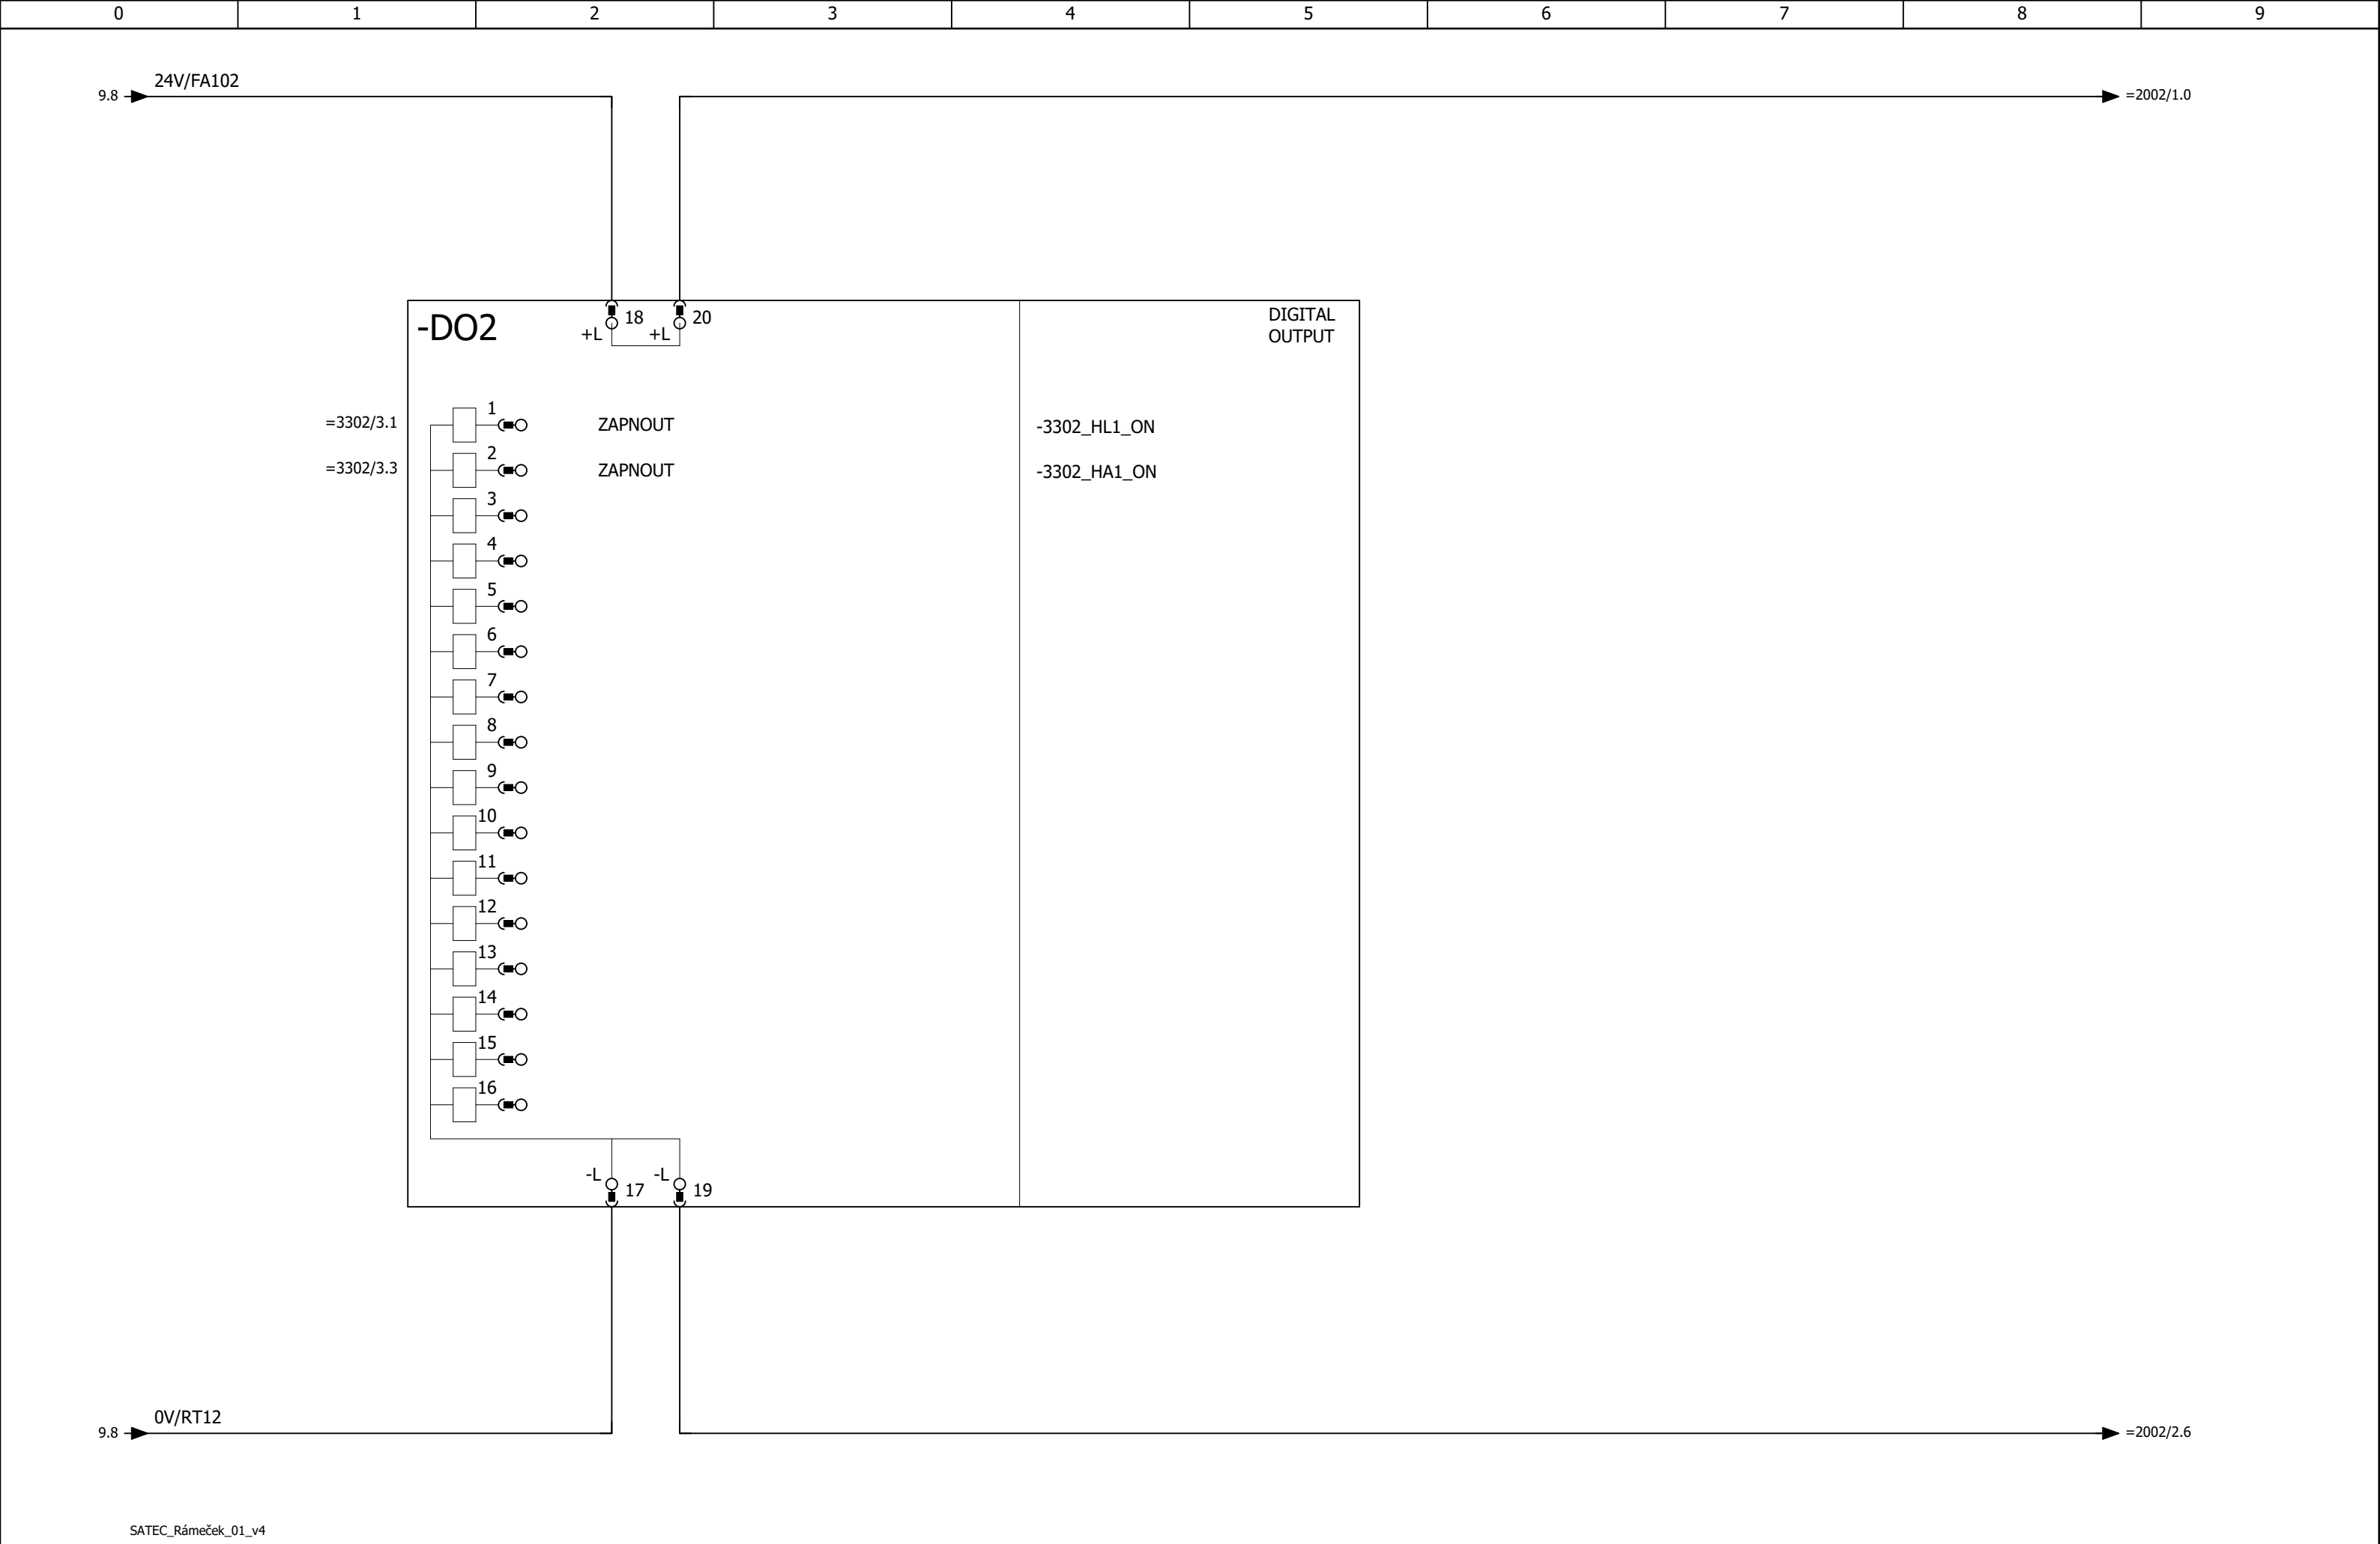 0 1 2 3 4 5 6 7 8 9
24V/FA102
9.8
=2002/1.0
-DO2
18
20
+L
+L
DIGITAL
OUTPUT
=3302/3.1
1
ZAPNOUT
-3302_HL1_ON
=3302/3.3
2
ZAPNOUT
-3302_HA1_ON
3
4
5
6
7
8
9
10
11
12
13
14
15
16
-L
17
-L
19
0V/RT12
9.8
=2002/2.6
SATEC_Rámeček_01_v4